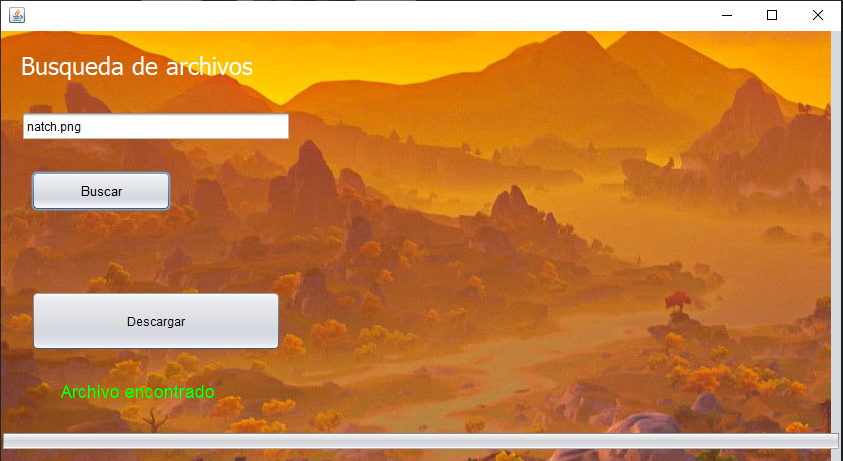 Busqueda de archivos
natch.png
Buscar
Descargar
Archivo encontrado